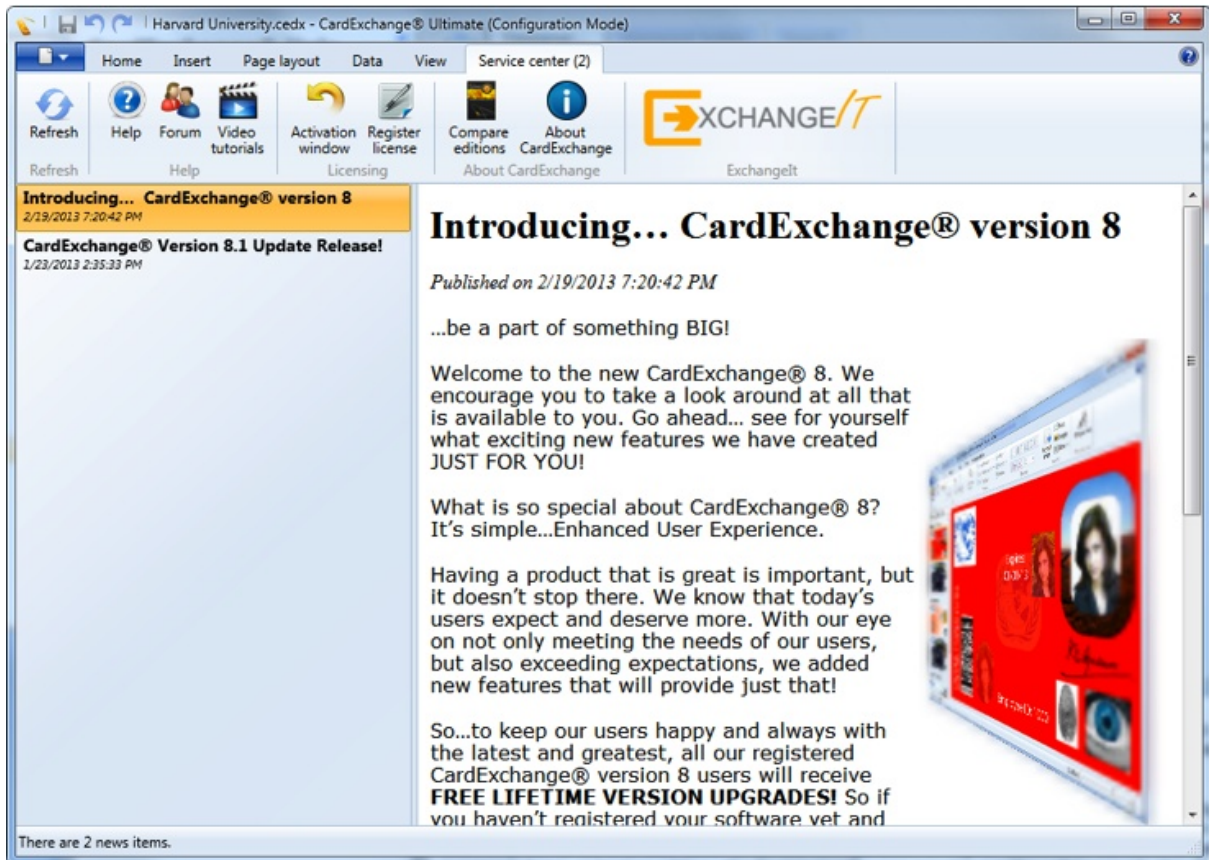 Harvard University.cedx - CardExchange® Ultimate (Configuration Mode)
Home Insert Page layout Data View Service center (2)
Refresh Help Forum Video tutorials Activation window Register license Compare editions About CardExchange EXCHANGE IT
Refresh Help Licensing About CardExchange ExchangeIt
Introducing... CardExchange® version 8
2/19/2013 7:20:42 PM
CardExchange® Version 8.1 Update Release!
1/23/2013 2:35:33 PM
Introducing... CardExchange® version 8
Published on 2/19/2013 7:20:42 PM
...be a part of something BIG!
Welcome to the new CardExchange® 8. We
encourage you to take a look around at all that
is available to you. Go ahead... see for yourself
what exciting new features we have created
JUST FOR YOU!
What is so special about CardExchange® 8?
It's simple...Enhanced User Experience.
Having a product that is great is important, but
it doesn't stop there. We know that today's
users expect and deserve more. With our eye
on not only meeting the needs of our users,
but also exceeding expectations, we added
new features that will provide just that!
So...to keep our users happy and always with
the latest and greatest, all our registered
CardExchange® version 8 users will receive
FREE LIFETIME VERSION UPGRADES! So if
you haven't registered your software yet and
Expires
There are 2 news items.